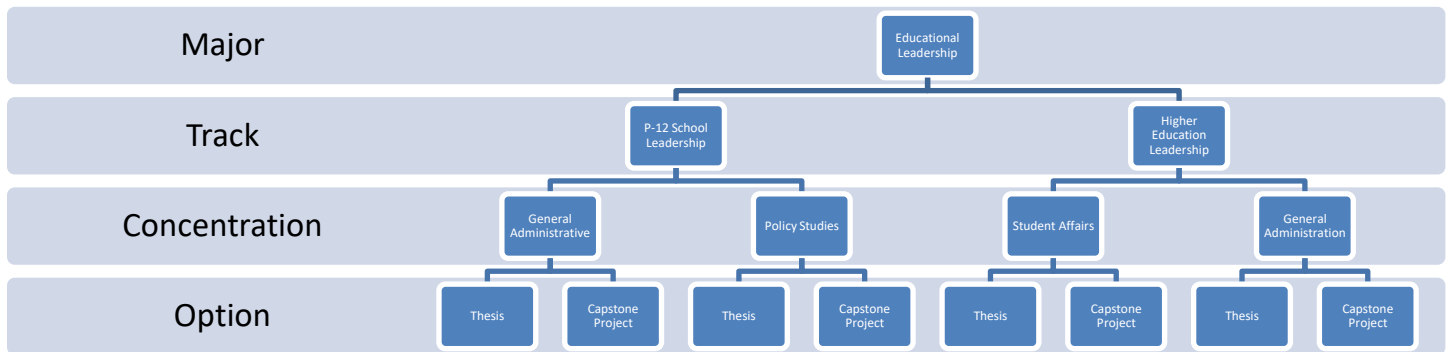 Major
Educational
Leadership
Track
P-12 School
Leadership
Higher
Education
Leadership
Concentration
General
Administrative
Policy Studies
Student Affairs
General
Administration
Option
Thesis
Capstone
Project
Thesis
Capstone
Project
Thesis
Capstone
Project
Thesis
Capstone
Project